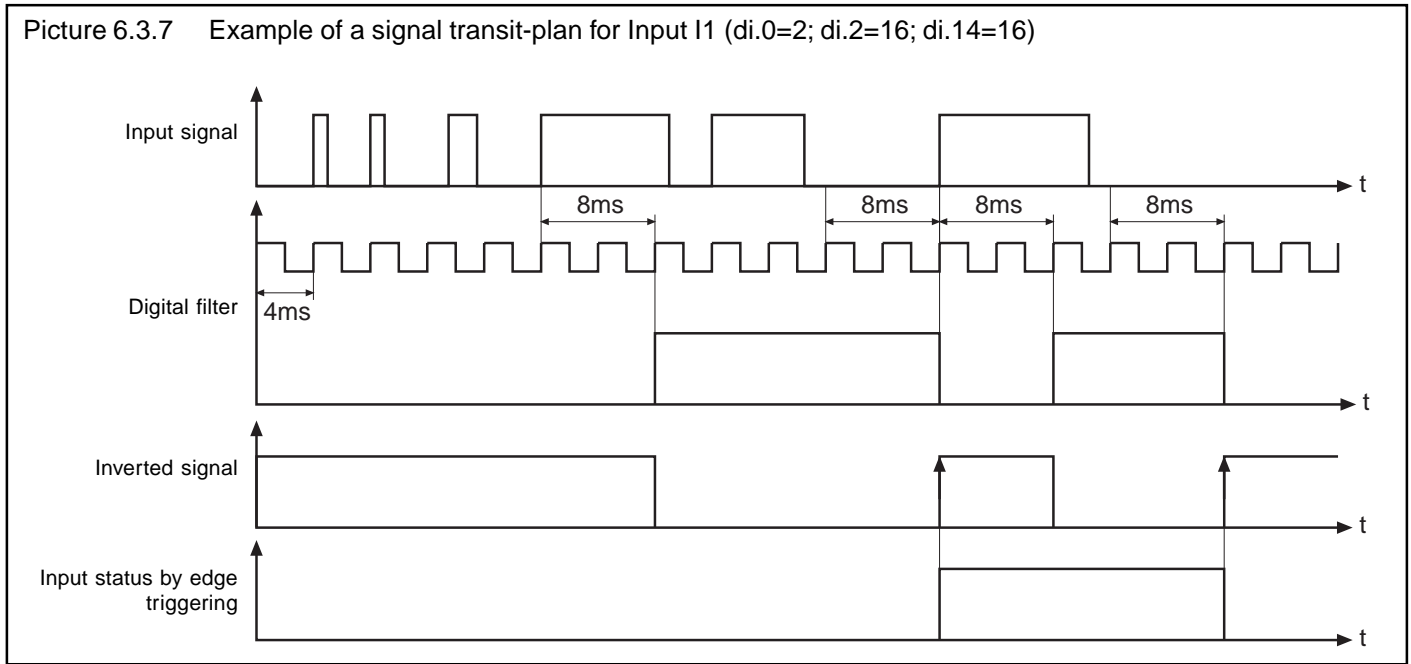 Picture 6.3.7 Example of a signal transit-plan for Input I1 (di.0=2; di.2=16; di.14=16)
Input signal
t
8ms
8ms
8ms
8ms
Digital filter
4ms
t
Inverted signal
t
Input status by edge
triggering
t